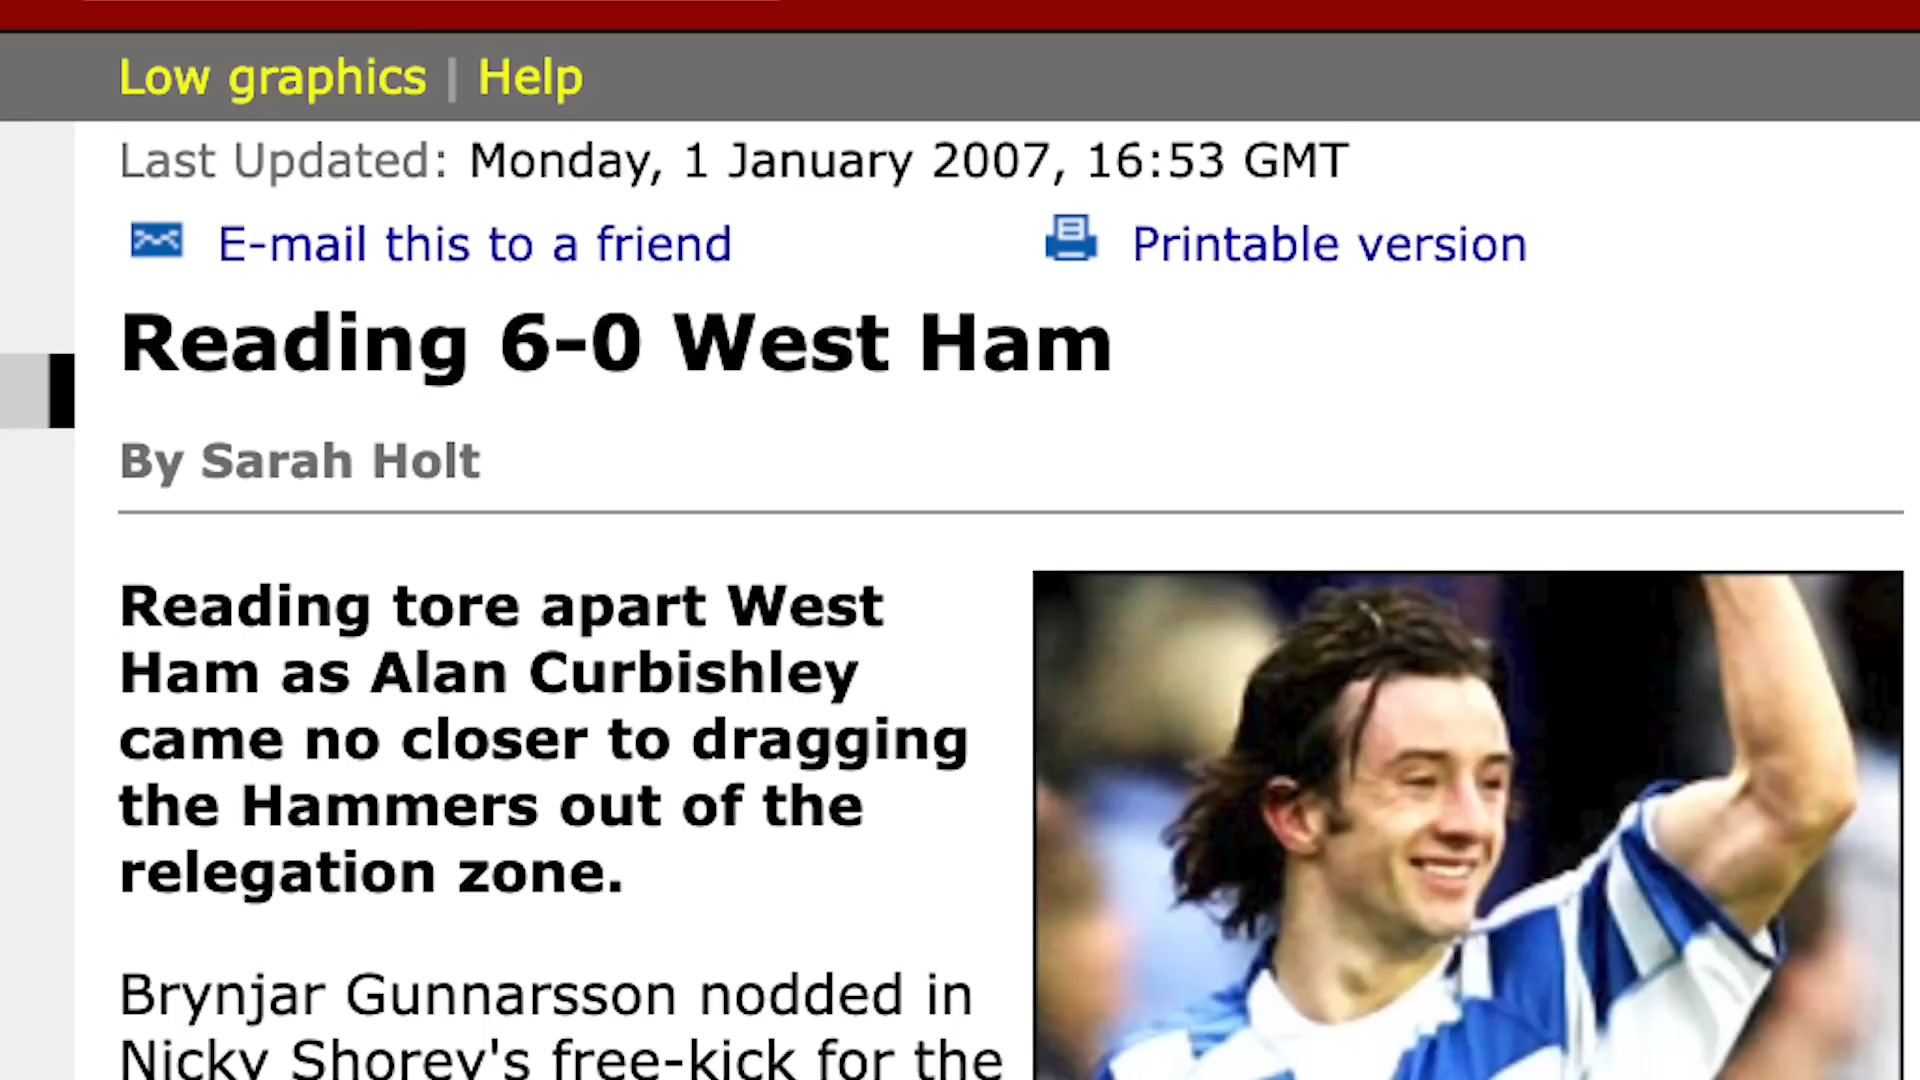 Low graphics | Help
Last Updated: Monday, 1 January 2007, 16:53 GMT
E-mail this to a friend
Printable version
Reading 6-0 West Ham
By Sarah Holt
Reading tore apart West
Ham as Alan Curbishley
came no closer to dragging
the Hammers out of the
relegation zone.
Brynjar Gunnarsson nodded in
Nicky Shorey's free-kick for the